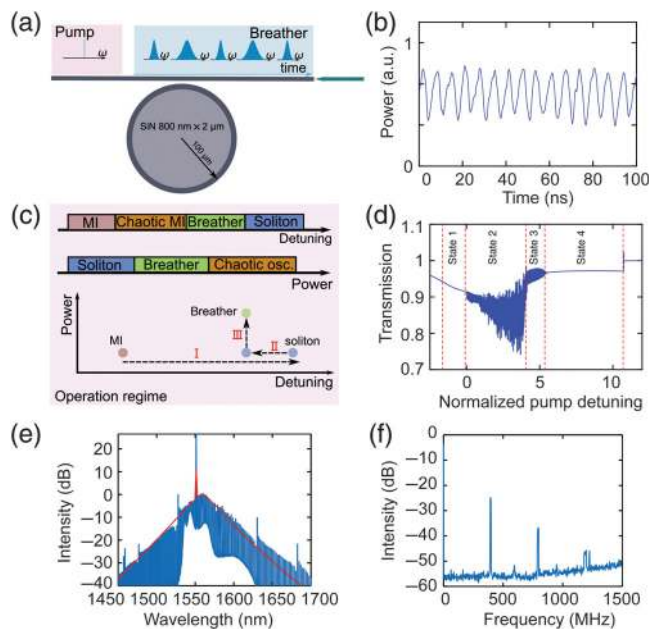 (a)
Pump
ω
Breather
ω ω ω ω ω
time
SiN 800 nm x 2 μm
100 μm
(b)
Power (a.u.)
1
0
0 20 40 60 80 100
Time (ns)
(c)
MI Chaotic MI Breather Soliton
Detuning
Soliton Breather Chaotic osc.
Power
Power
Breather
III
MI I II soliton
Detuning
Operation regime
(d)
Transmission
1.1
1
0.9
0.8
0.7
State 1 State 2 State 3 State 4
0 5 10
Normalized pump detuning
(e)
Intensity (dB)
20
10
0
−10
−20
−30
−40
1450 1500 1550 1600 1650 1700
Wavelength (nm)
(f)
Intensity (dB)
0
−10
−20
−30
−40
−50
−60
0 500 1000 1500
Frequency (MHz)